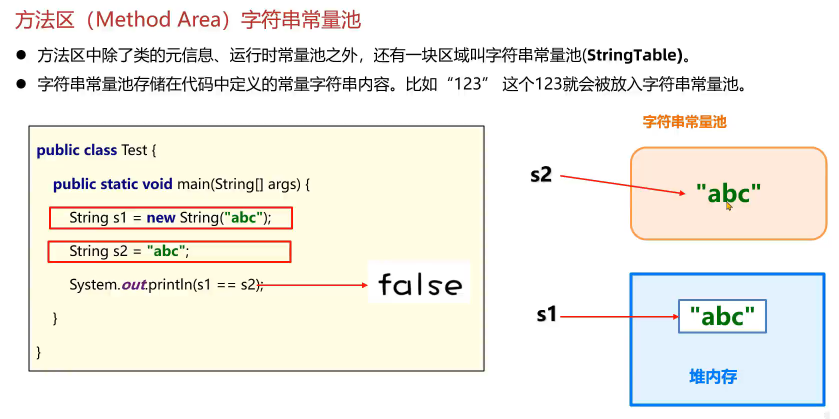 方法区（Method Area）字符串常量池
● 方法区中除了类的元信息、运行时常量池之外，还有一块区域叫字符串常量池(StringTable)。
● 字符串常量池存储在代码中定义的常量字符串内容。比如“123” 这个123就会被放入字符串常量池。
public class Test {
public static void main(String[] args) {
String s1 = new String("abc");
String s2 = "abc";
System.out.println(s1 == s2);
}
}
false
字符串常量池
s2
"abc"
s1
"abc"
堆内存